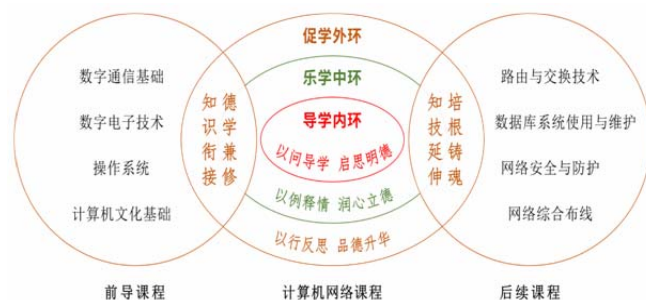 数字通信基础
数字电子技术
操作系统
计算机文化基础
知识衔接
德学兼修
促学外环
乐学中环
导学内环
以问导学 启思明德
以例释情 润心立德
以行反思 品德升华
知技延伸
培根铸魂
路由与交换技术
数据库系统使用与维护
网络安全与防护
网络综合布线
前导课程
计算机网络课程
后续课程